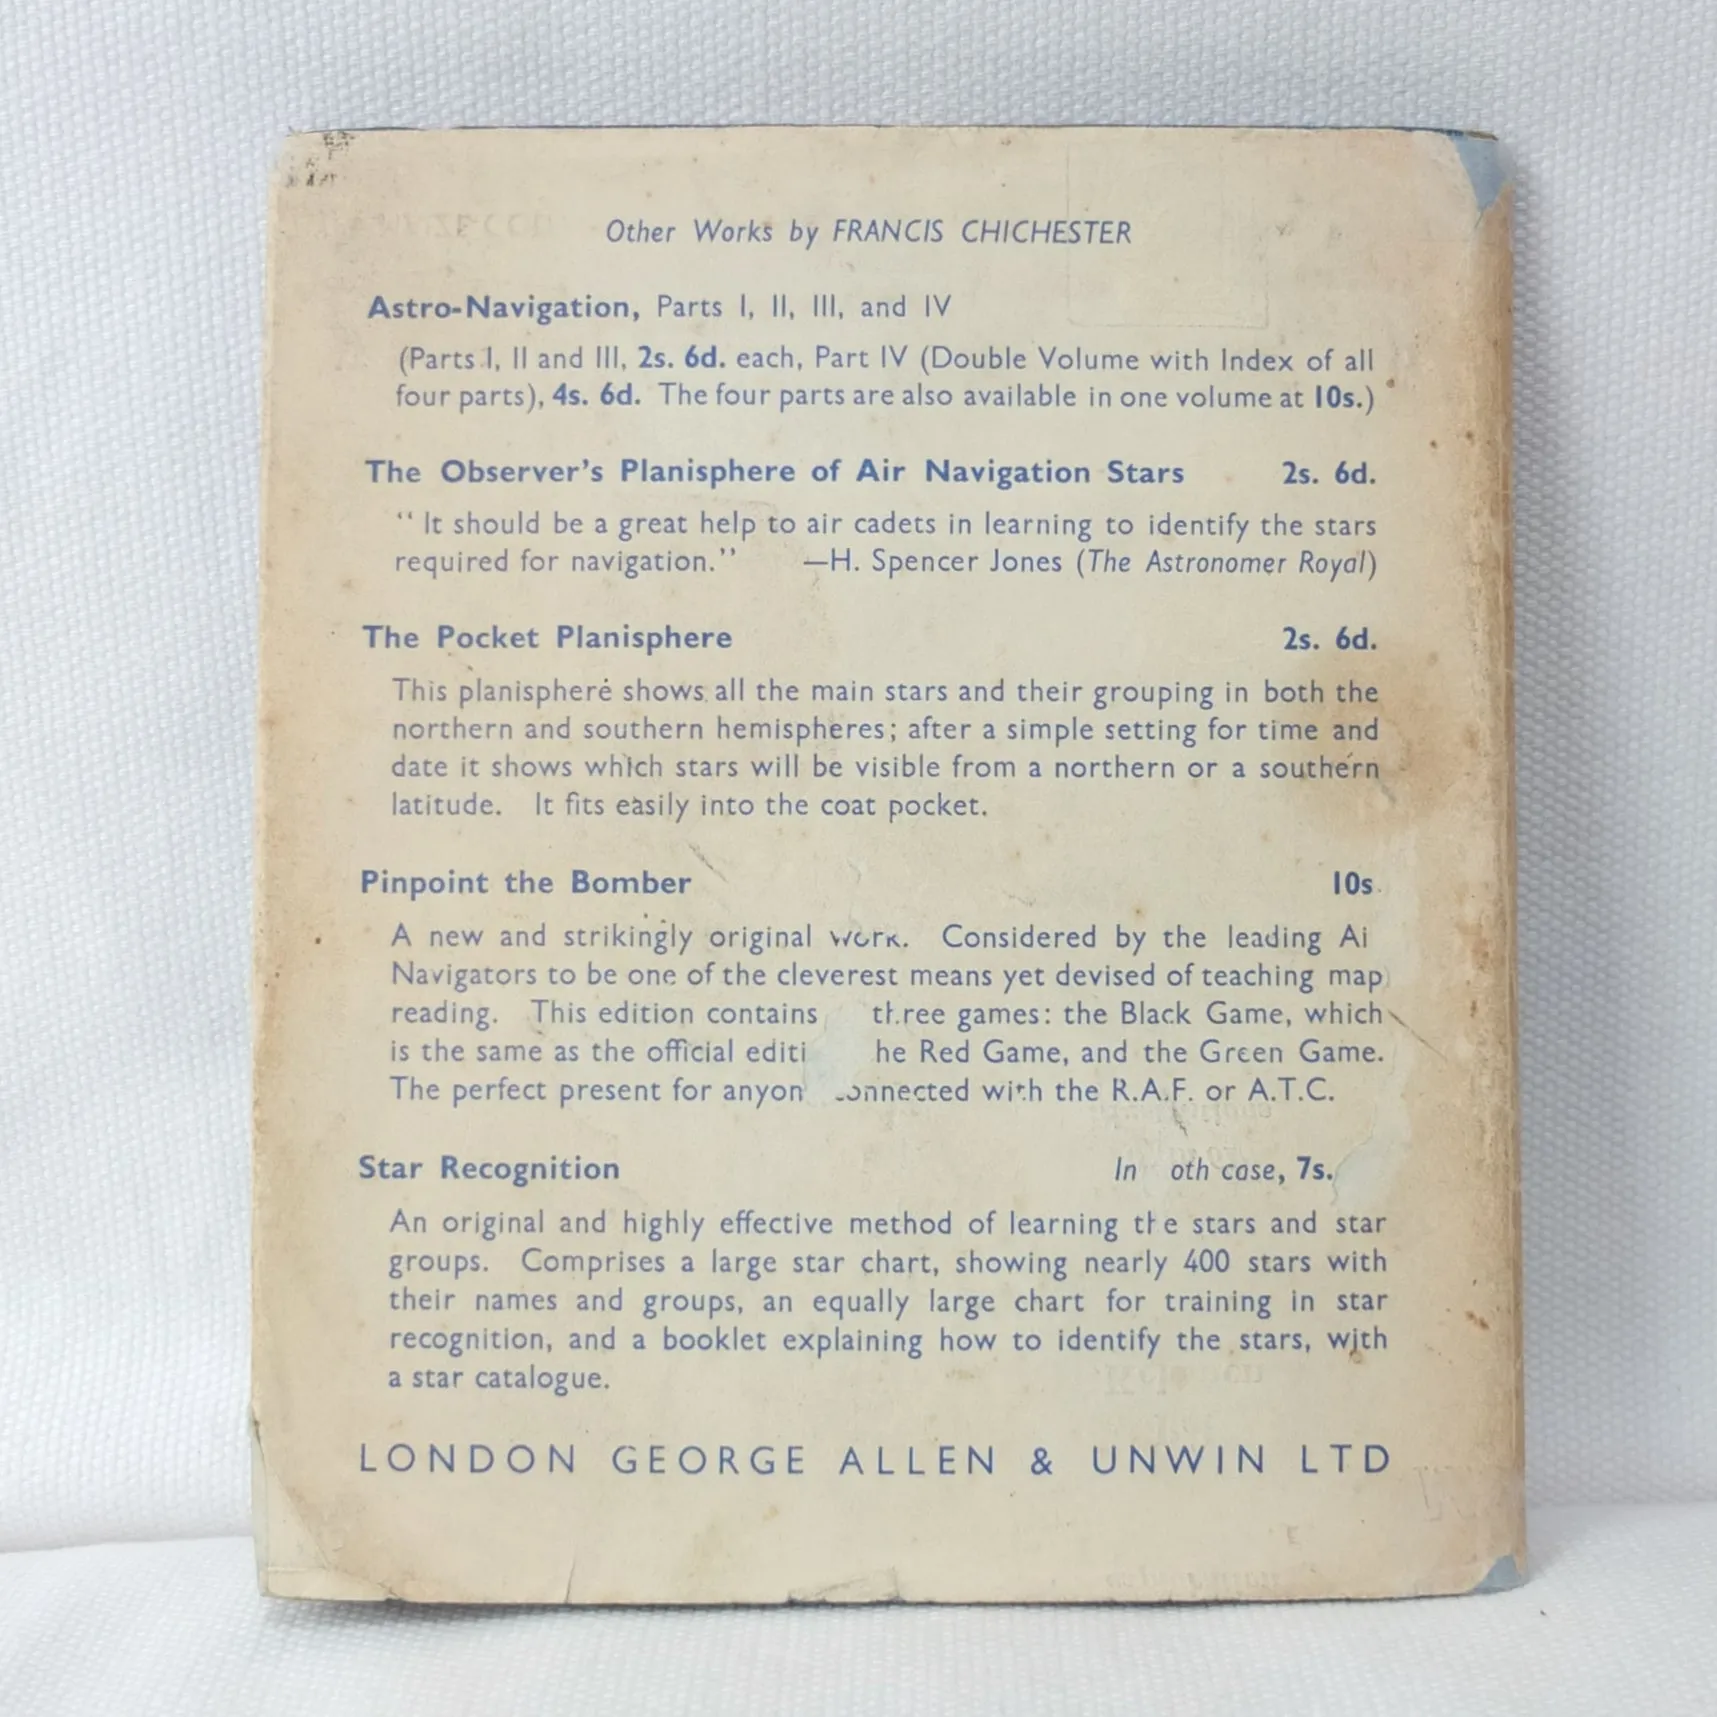 Other Works by FRANCIS CHICHESTER
Astro-Navigation, Parts I, II, III, and IV
(Parts I, II and III, 2s. 6d. each, Part IV (Double Volume with Index of all
four parts), 4s. 6d. The four parts are also available in one volume at 10s.)
The Observer's Planisphere of Air Navigation Stars 2s. 6d.
“It should be a great help to air cadets in learning to identify the stars
required for navigation.” —H. Spencer Jones (The Astronomer Royal)
The Pocket Planisphere 2s. 6d.
This planisphere shows all the main stars and their grouping in both the
northern and southern hemispheres; after a simple setting for time and
date it shows which stars will be visible from a northern or a southern
latitude. It fits easily into the coat pocket.
Pinpoint the Bomber 10s.
A new and strikingly original work. Considered by the leading Ai
Navigators to be one of the cleverest means yet devised of teaching map
reading. This edition contains three games: the Black Game, which
is the same as the official editi he Red Game, and the Green Game.
The perfect present for anyon onnected with the R.A.F. or A.T.C.
Star Recognition In oth case, 7s.
An original and highly effective method of learning the stars and star
groups. Comprises a large star chart, showing nearly 400 stars with
their names and groups, an equally large chart for training in star
recognition, and a booklet explaining how to identify the stars, with
a star catalogue.
LONDON GEORGE ALLEN & UNWIN LTD